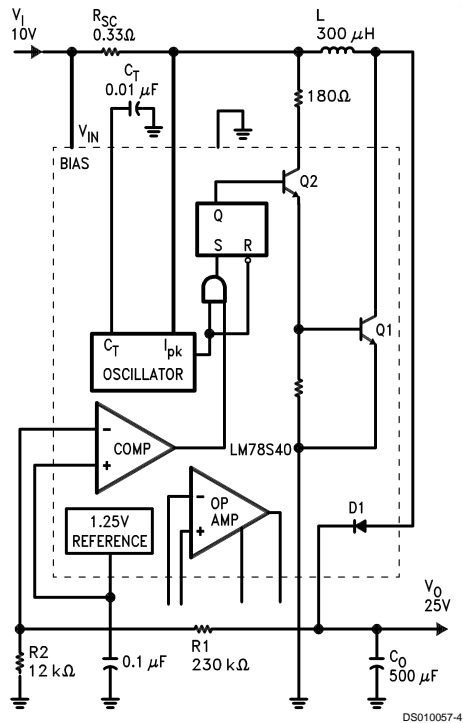 V_I
10V
R_SC
0.33Ω
L
300 μH
C_T
0.01 μF
180Ω
V_IN
BIAS
Q2
Q
S R
Q1
C_T I_pk
OSCILLATOR
−
COMP
+
LM78S40
−
OP
AMP
+
1.25V
REFERENCE
D1
V_O
25V
R2
12 kΩ
0.1 μF
R1
230 kΩ
C_O
500 μF
DS010057-4